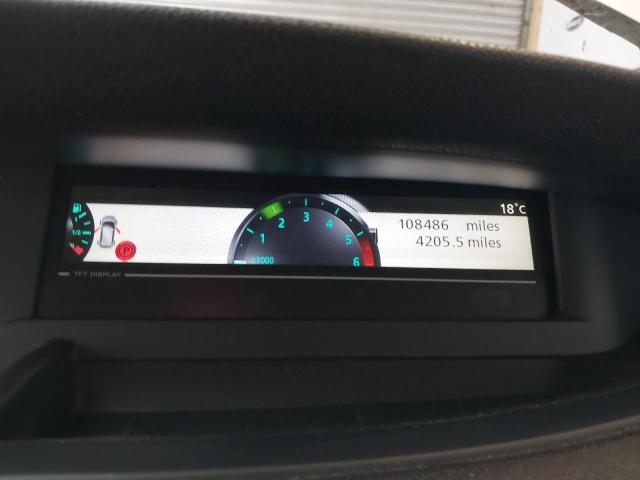 18°C
1/2
1 2 3 4 5 6
x1000
108486 miles
4205.5 miles
P
TFT DISPLAY